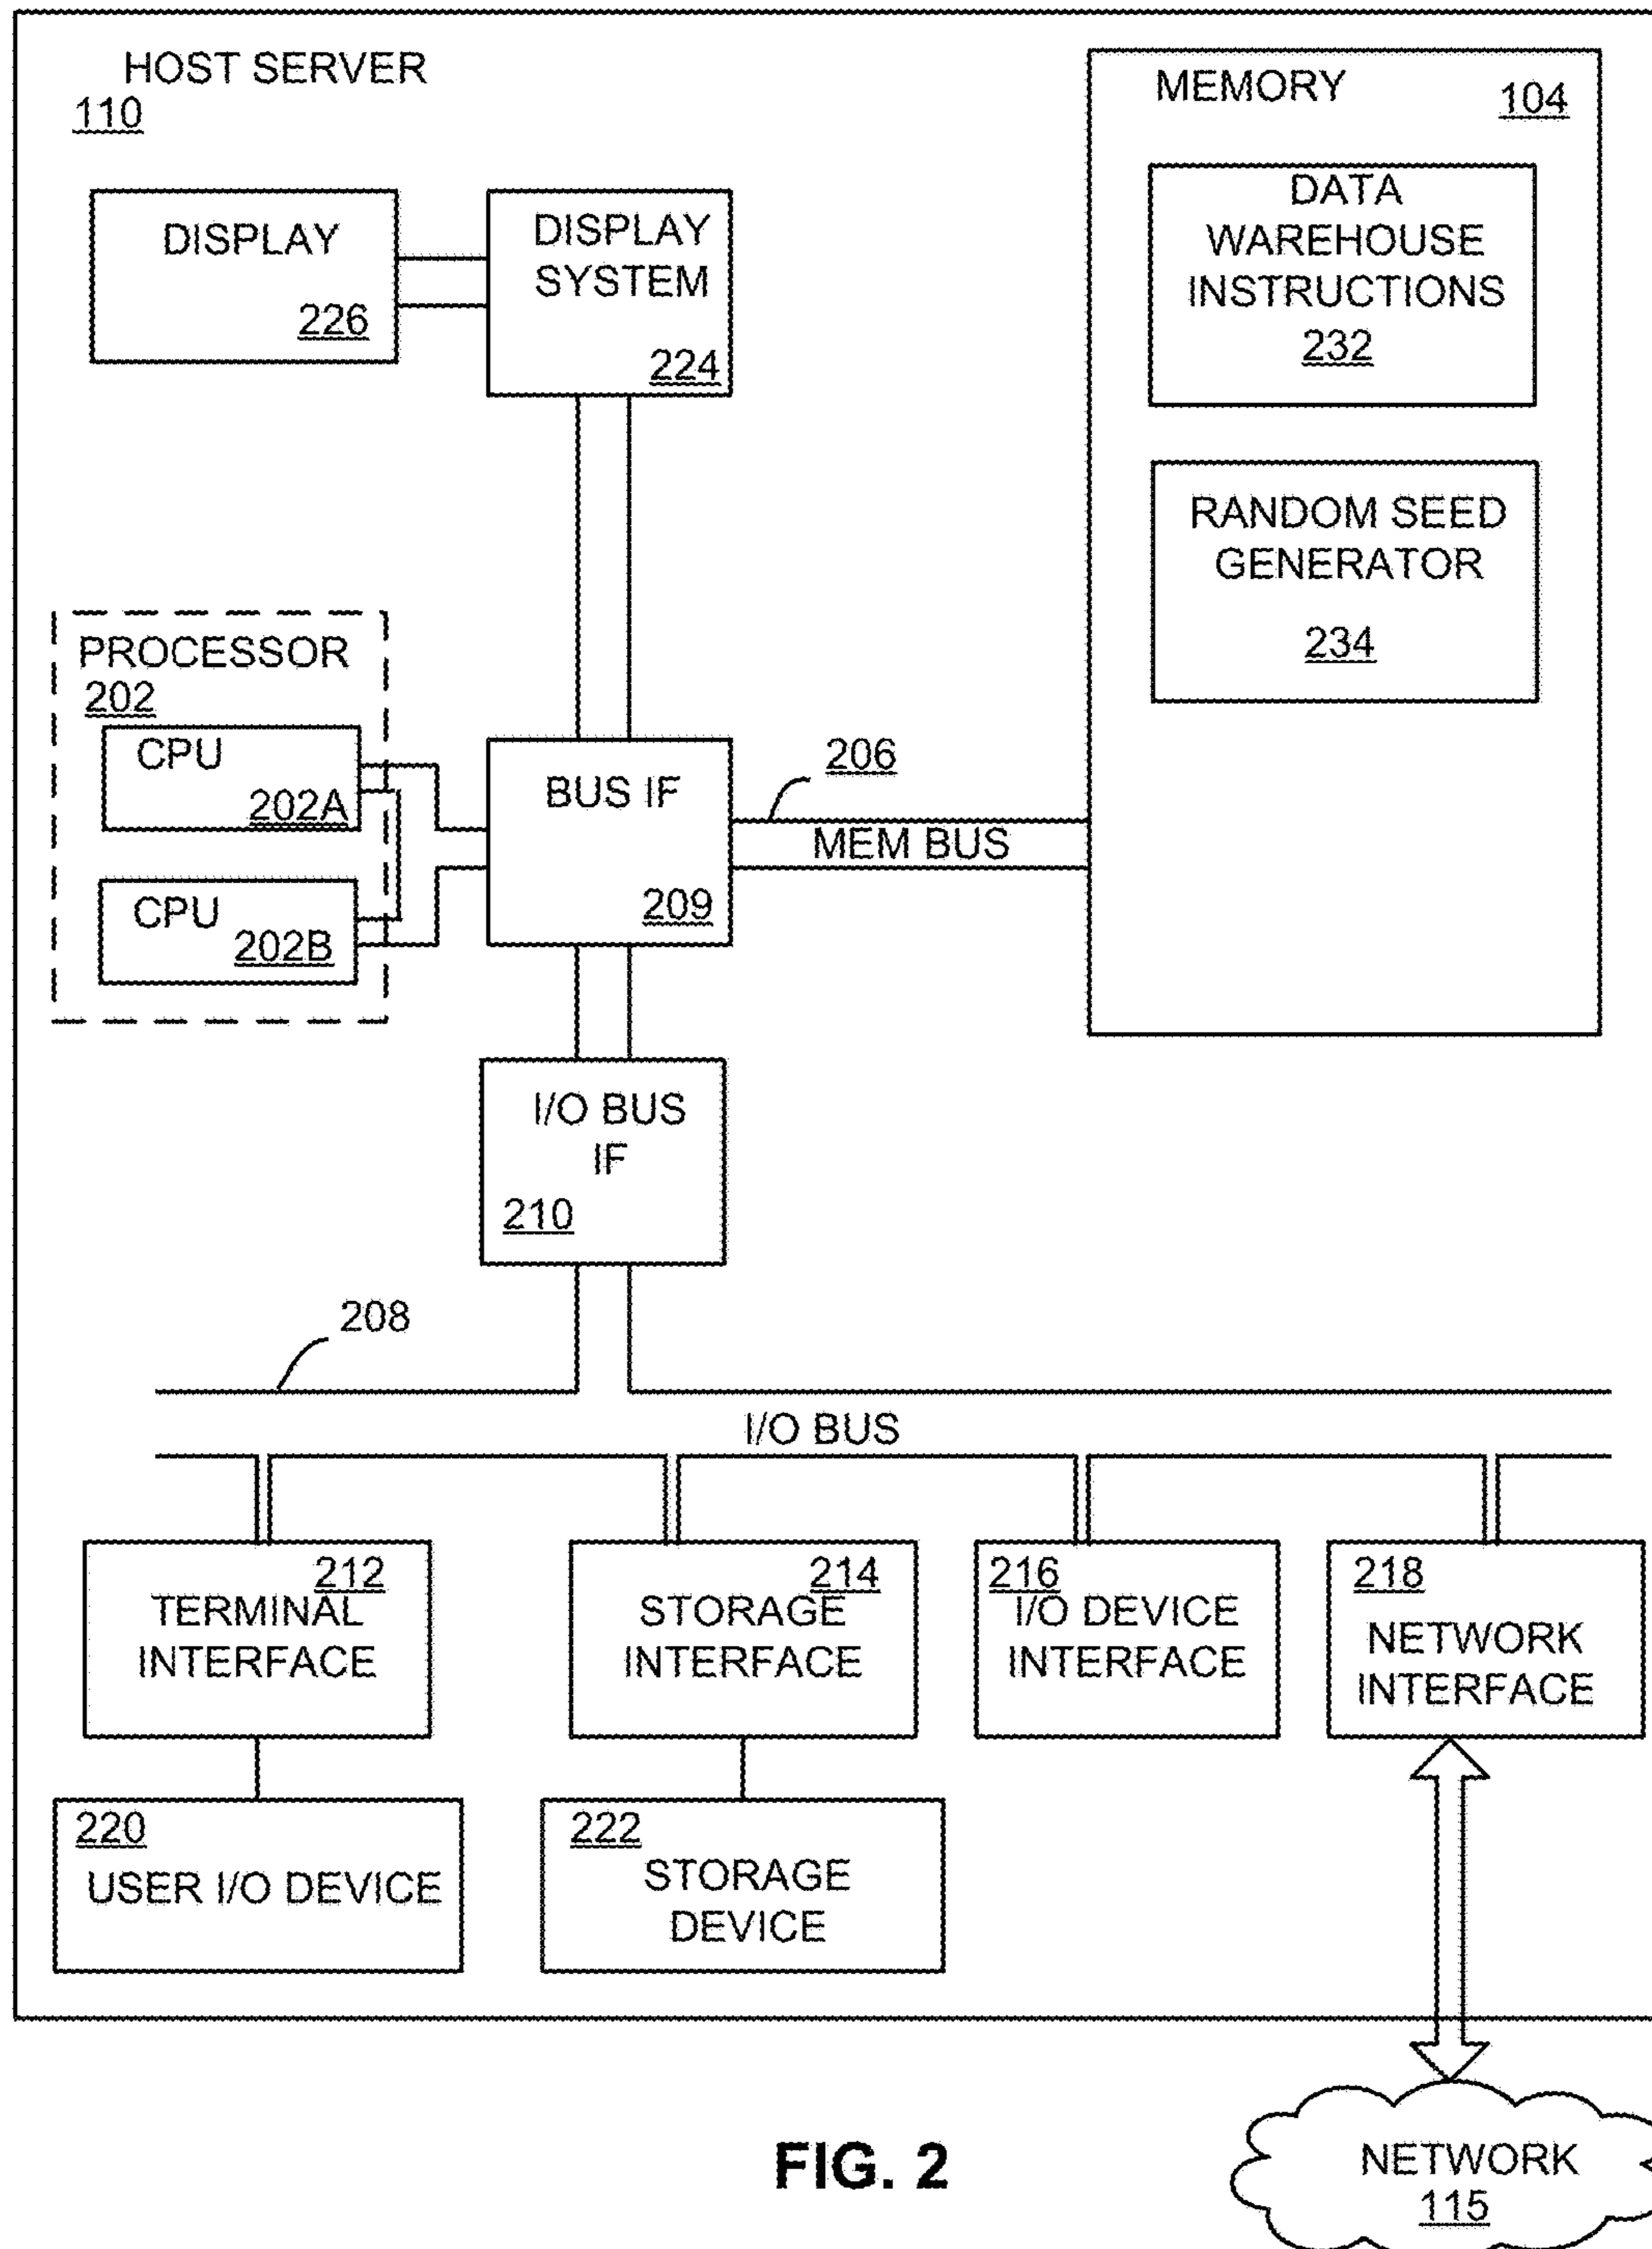 HOST SERVER
110
MEMORY
104
DATA
WAREHOUSE
INSTRUCTIONS
232
RANDOM SEED
GENERATOR
234
DISPLAY
226
DISPLAY
SYSTEM
224
PROCESSOR
202
CPU
202A
CPU
202B
BUS IF
209
206
MEM BUS
I/O BUS
IF
210
208
I/O BUS
212
TERMINAL
INTERFACE
214
STORAGE
INTERFACE
216
I/O DEVICE
INTERFACE
218
NETWORK
INTERFACE
220
USER I/O DEVICE
222
STORAGE
DEVICE
FIG. 2
NETWORK
115